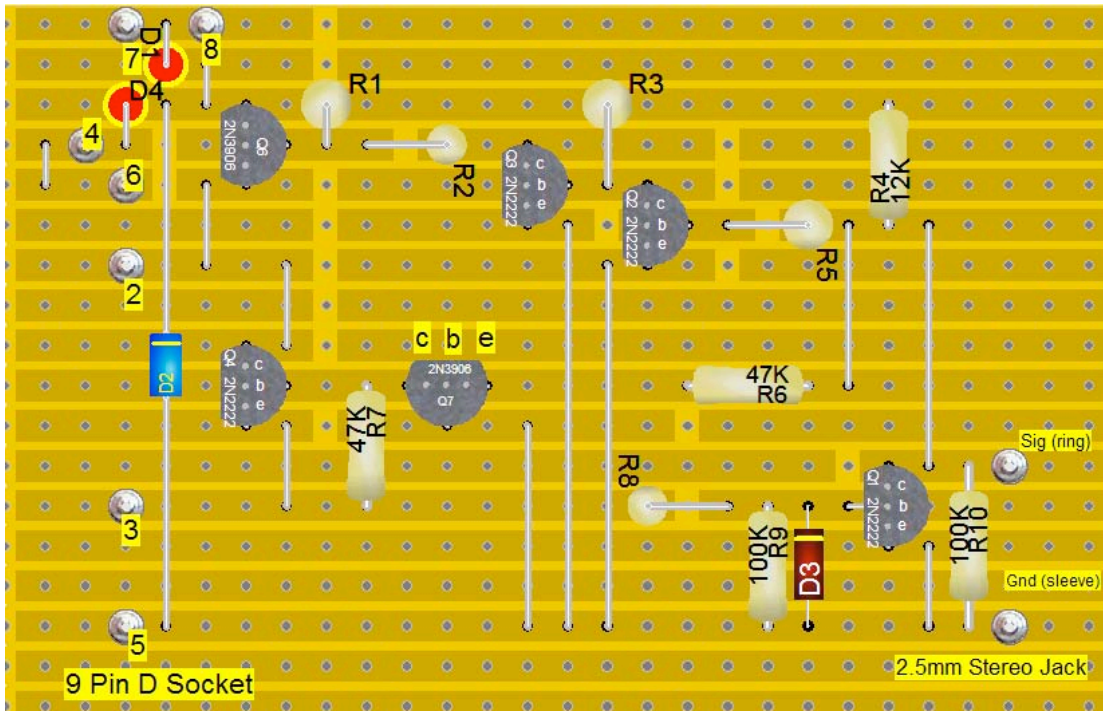 D1
7
8
D4
R1
R3
4
2N3906
Q6
6
R2
Q3
c
2N2222
b
e
Q2
c
2N2222
b
e
R4
12K
R5
2
D2
Q4
c
2N2222
b
e
c b e
2N3906
Q7
47K
R7
47K
R6
Sig (ring)
R8
Q1
c
2N2222
b
e
3
100K
R9
D3
100K
R10
Gnd (sleeve)
5
9 Pin D Socket
2.5mm Stereo Jack